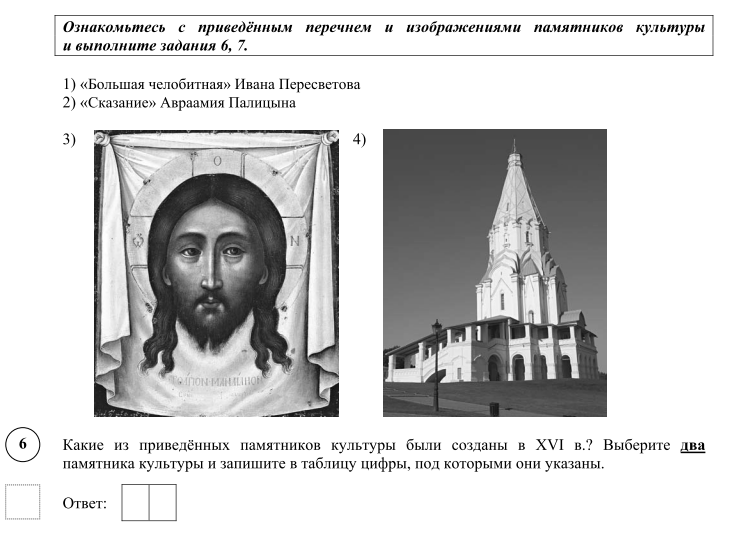 Ознакомьтесь с приведённым перечнем и изображениями памятников культуры
и выполните задания 6, 7.
1) «Большая челобитная» Ивана Пересветова
2) «Сказание» Авраамия Палицына
3)
4)
О
Ѡ
N
6
Какие из приведённых памятников культуры были созданы в XVI в.? Выберите два
памятника культуры и запишите в таблицу цифры, под которыми они указаны.
Ответ: